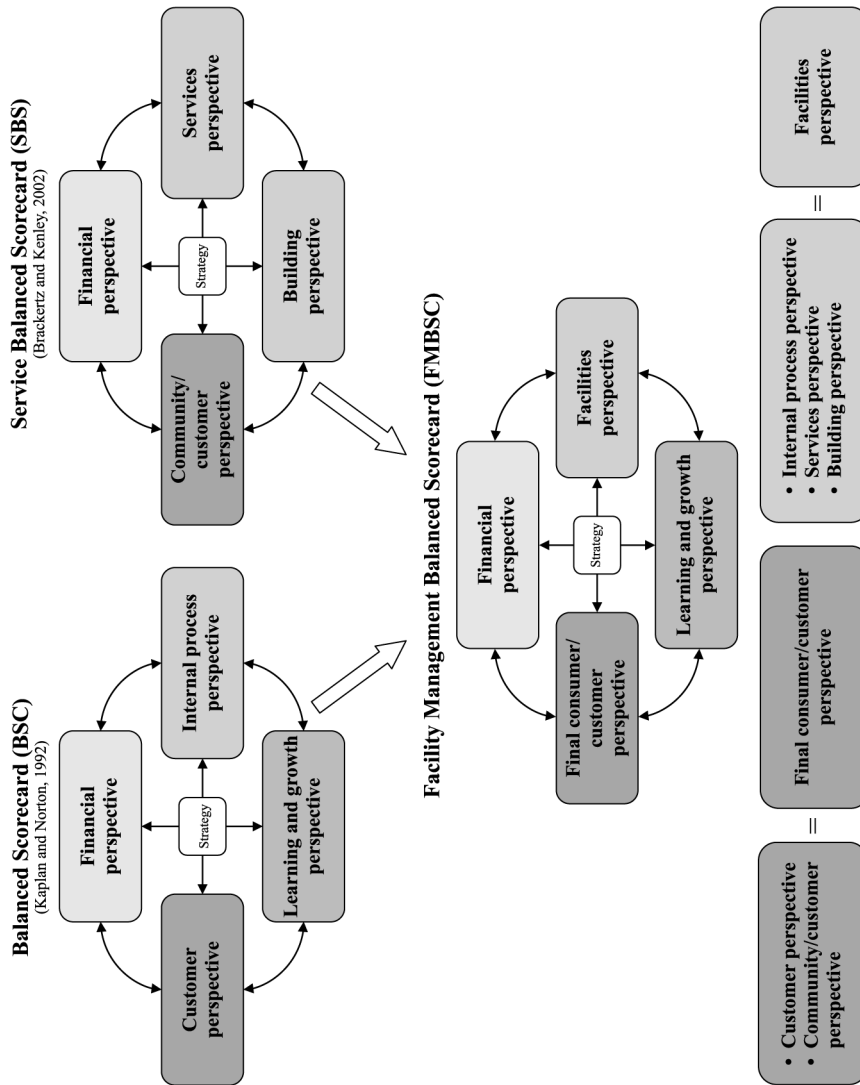 Balanced Scorecard (BSC)
(Kaplan and Norton, 1992)
Financial
perspective
Customer
perspective
Strategy
Internal process
perspective
Learning and growth
perspective
Service Balanced Scorecard (SBS)
(Brackertz and Kenley, 2002)
Financial
perspective
Community/
customer
perspective
Strategy
Services
perspective
Building
perspective
Facility Management Balanced Scorecard (FMBSC)
Financial
perspective
Final consumer/
customer
perspective
Strategy
Facilities
perspective
Learning and growth
perspective
• Customer perspective
• Community/customer
perspective
=
Final consumer/customer
perspective
• Internal process perspective
• Services perspective
• Building perspective
=
Facilities
perspective